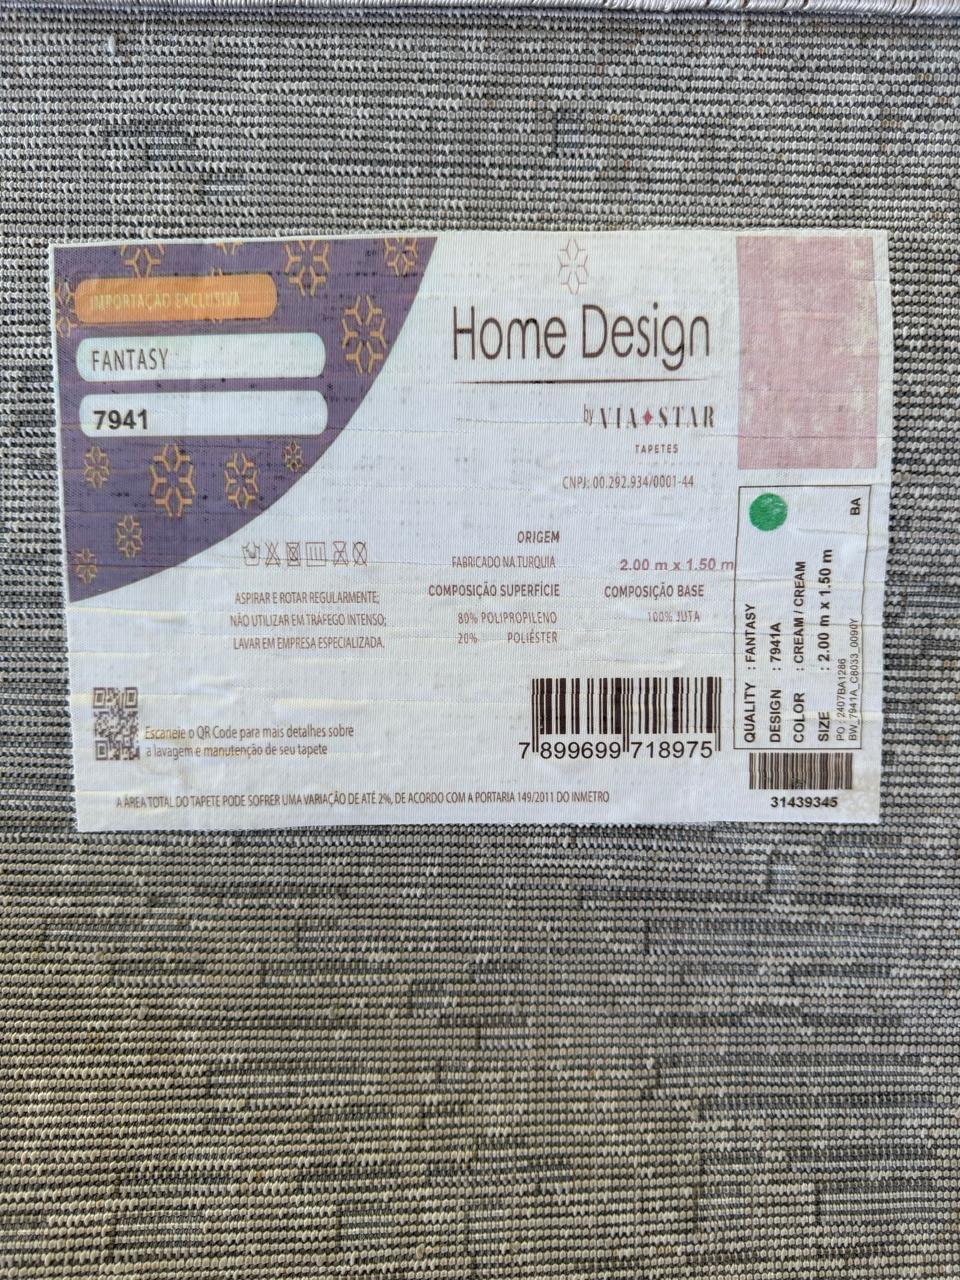 IMPORTAÇÃO EXCLUSIVA
FANTASY
7941
Home Design
by VIA STAR
TAPETES
CNPJ: 00.292.934/0001-44
ORIGEM
FABRICADO NA TURQUIA
2.00 m x 1.50 m
COMPOSIÇÃO SUPERFÍCIE
COMPOSIÇÃO BASE
80% POLIPROPILENO
100% JUTA
20% POLIÉSTER
ASPIRAR E ROTAR REGULARMENTE;
NÃO UTILIZAR EM TRÁFEGO INTENSO;
LAVAR EM EMPRESA ESPECIALIZADA.
Escaneie o QR Code para mais detalhes sobre
a lavagem e manutenção de seu tapete
7 899699 718975
A ÁREA TOTAL DO TAPETE PODE SOFRER UMA VARIAÇÃO DE ATÉ 2%, DE ACORDO COM A PORTARIA 149/2011 DO INMETRO
QUALITY : FANTASY
BA
DESIGN : 7941A
COLOR : CREAM / CREAM
SIZE : 2.00 m x 1.50 m
PO : 2407BA1286
BW_7941A_C8033_0090Y
31439345